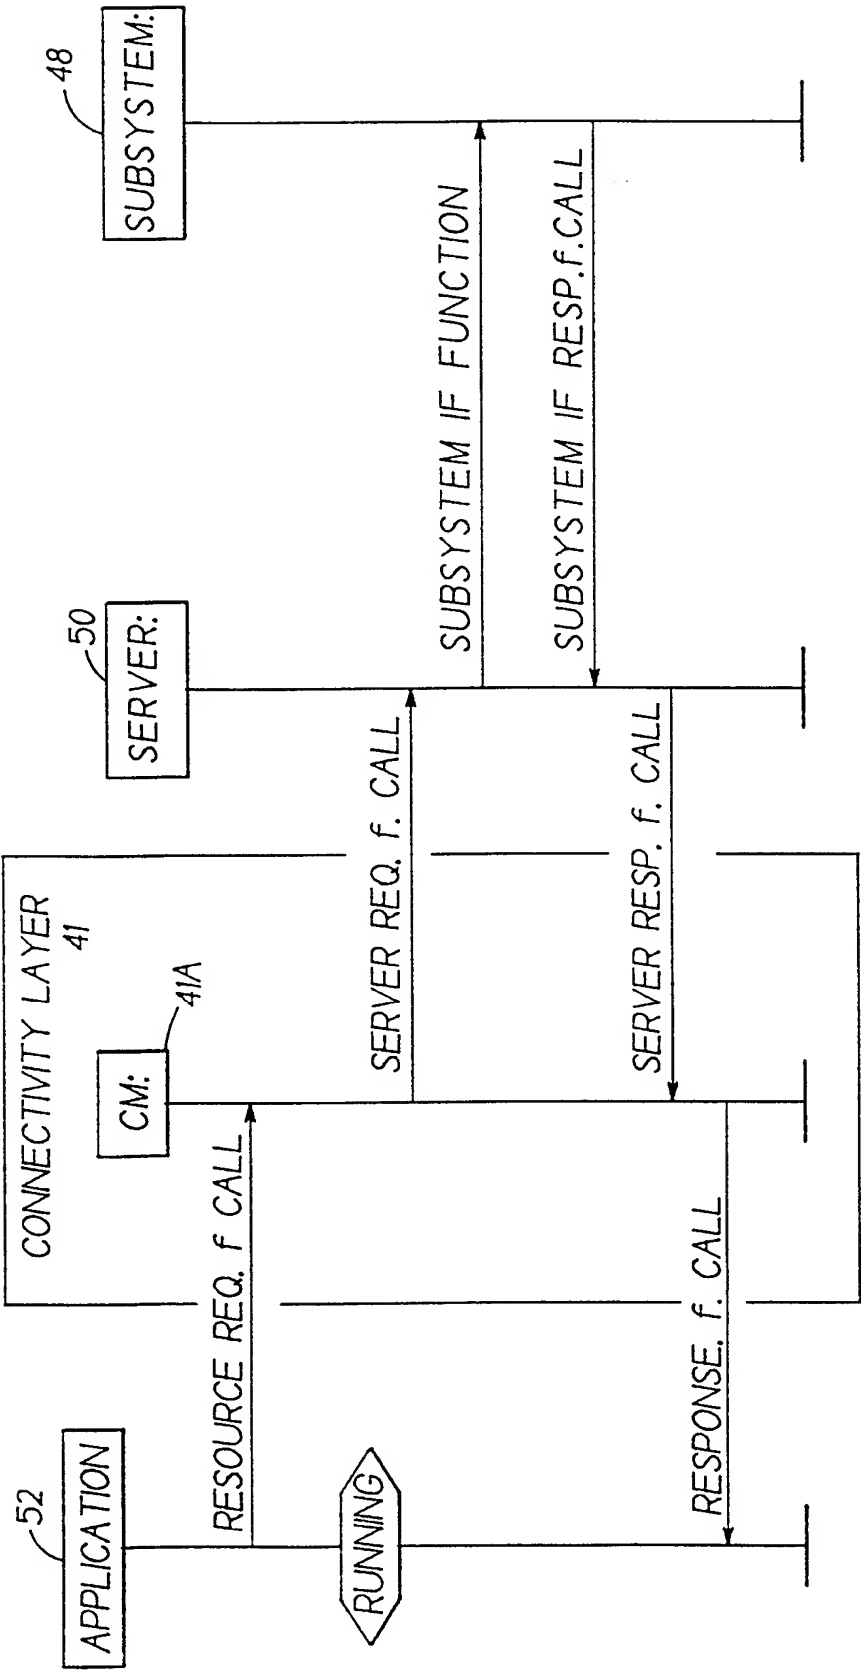 52
APPLICATION
CONNECTIVITY LAYER
41
CM:
41A
50
SERVER:
48
SUBSYSTEM:
RESOURCE REQ. f CALL
RUNNING
SERVER REQ. f. CALL
SUBSYSTEM IF FUNCTION
SUBSYSTEM IF RESP.f.CALL
SERVER RESP. f. CALL
RESPONSE. f. CALL